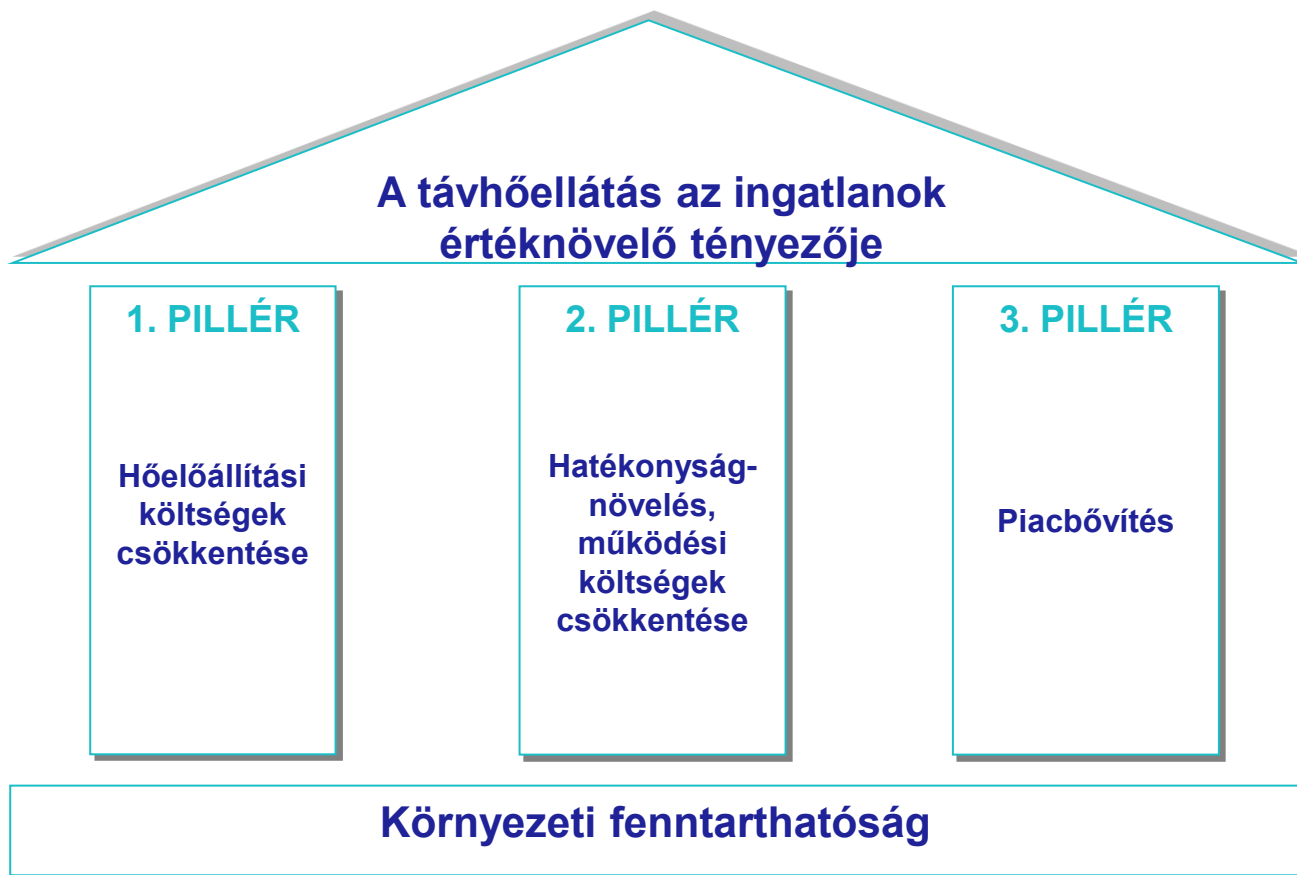 A távhőellátás az ingatlanok
értéknövelő tényezője
1. PILLÉR
Hőelőállítási
költségek
csökkentése
2. PILLÉR
Hatékonyság-
növelés,
működési
költségek
csökkentése
3. PILLÉR
Piacbővítés
Környezeti fenntarthatóság